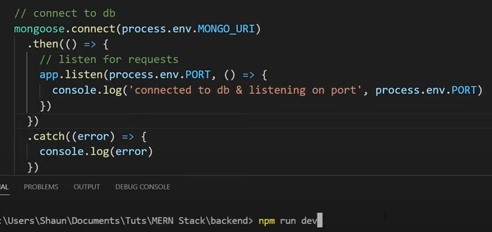 // connect to db
mongoose.connect(process.env.MONGO_URI)
.then(() => {
// listen for requests
app.listen(process.env.PORT, () => {
console.log('connected to db & listening on port', process.env.PORT)
})
})
.catch((error) => {
console.log(error)
})
PROBLEMS OUTPUT DEBUG CONSOLE
:\Users\Shaun\Documents\Tuts\MERN Stack\backend> npm run dev